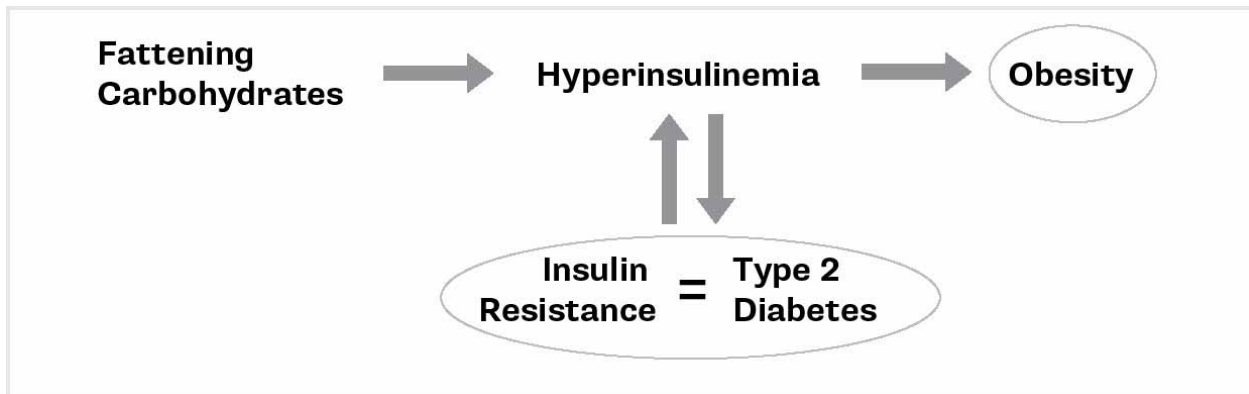 Fattening
Carbohydrates
Hyperinsulinemia
Obesity
Insulin
Resistance
=
Type 2
Diabetes